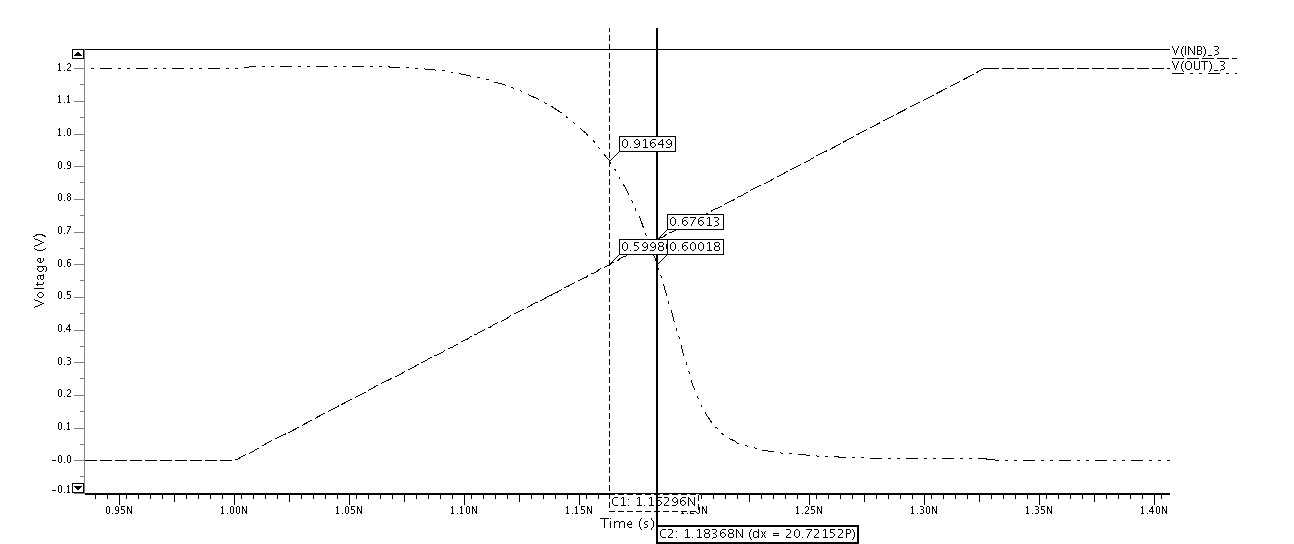 V(INB)_3
V(OUT)_3
1.2
1.1
1.0
0.9
0.8
0.7
0.6
0.5
0.4
0.3
0.2
0.1
-0.0
-0.1
Voltage (V)
0.91649
0.67613
0.5998
0.60018
0.95N
1.00N
1.05N
1.10N
1.15N
1.25N
1.30N
1.35N
1.40N
C1: 1.16296N
Time (s)
C2: 1.18368N (dx = 20.72152P)